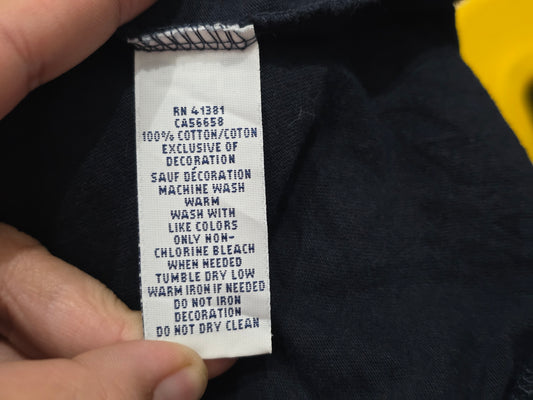 RN 41381
CA56658
100% COTTON/COTON
EXCLUSIVE OF
DECORATION
SAUF DÉCORATION
MACHINE WASH
WARM
WASH WITH
LIKE COLORS
ONLY NON-
CHLORINE BLEACH
WHEN NEEDED
TUMBLE DRY LOW
WARM IRON IF NEEDED
DO NOT IRON
DECORATION
DO NOT DRY CLEAN